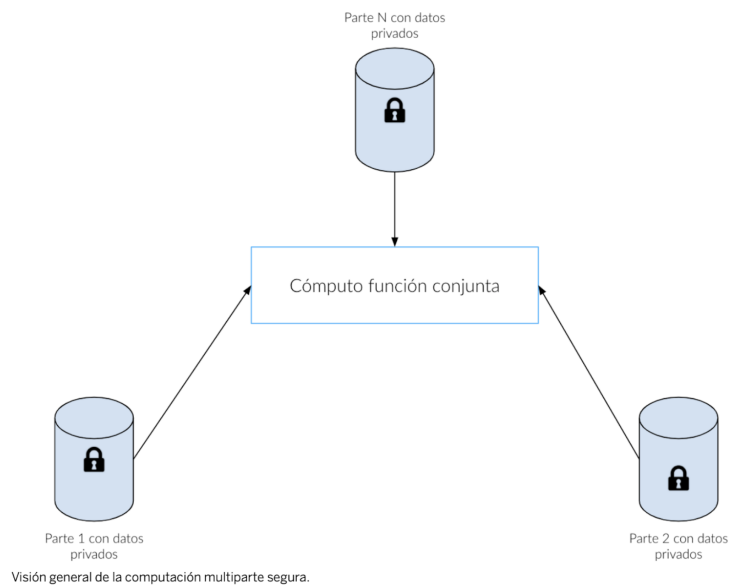 Parte N con datos
privados
Cómputo función conjunta
Parte 1 con datos
privados
Parte 2 con datos
privados
Visión general de la computación multiparte segura.